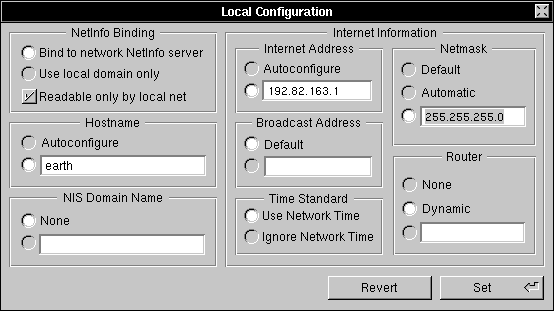 Local Configuration
NetInfo Binding
Bind to network NetInfo server
Use local domain only
Readable only by local net
Hostname
Autoconfigure
earth
NIS Domain Name
None
Internet Information
Internet Address
Autoconfigure
192.82.163.1
Broadcast Address
Default
Time Standard
Use Network Time
Ignore Network Time
Netmask
Default
Automatic
255.255.255.0
Router
None
Dynamic
Revert
Set